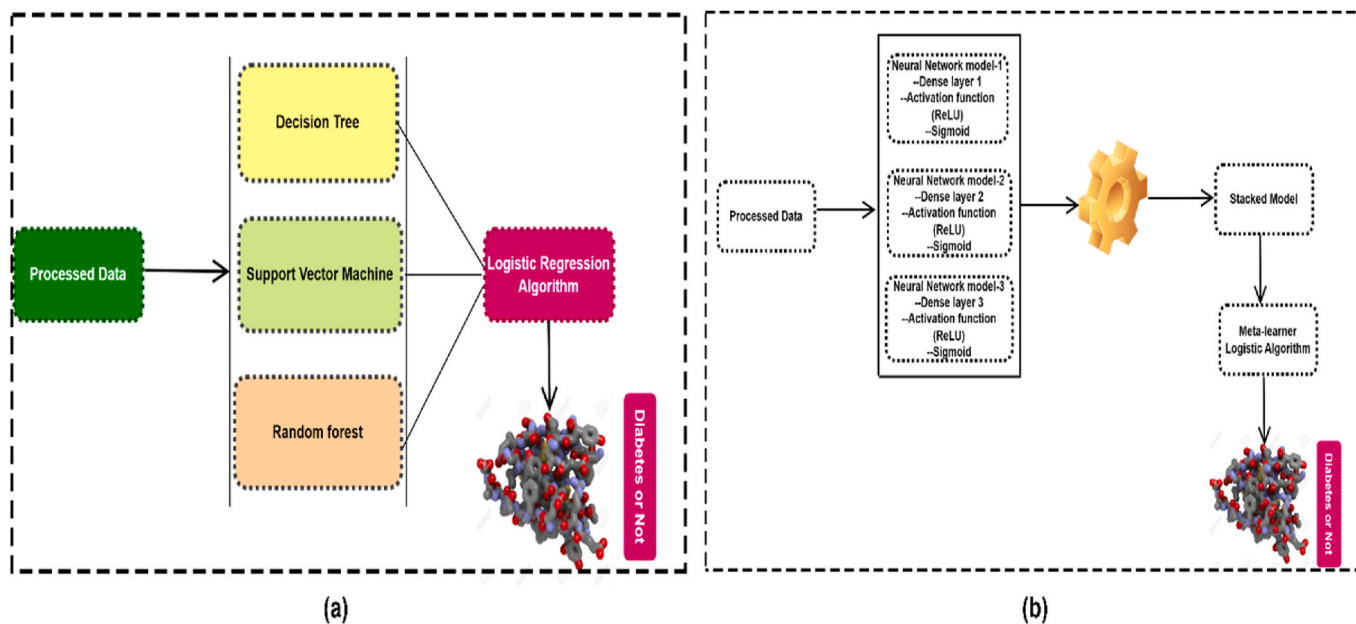 Processed Data
Decision Tree
Support Vector Machine
Random forest
Logistic Regression
Algorithm
Diabetes or Not
(a)
Processed Data
Neural Network model-1
--Dense layer 1
--Activation function
(ReLU)
--Sigmoid
Neural Network model-2
--Dense layer 2
--Activation function
(ReLU)
--Sigmoid
Neural Network model-3
--Dense layer 3
--Activation function
(ReLU)
--Sigmoid
Stacked Model
Meta-learner
Logistic Algorithm
Diabetes or Not
(b)